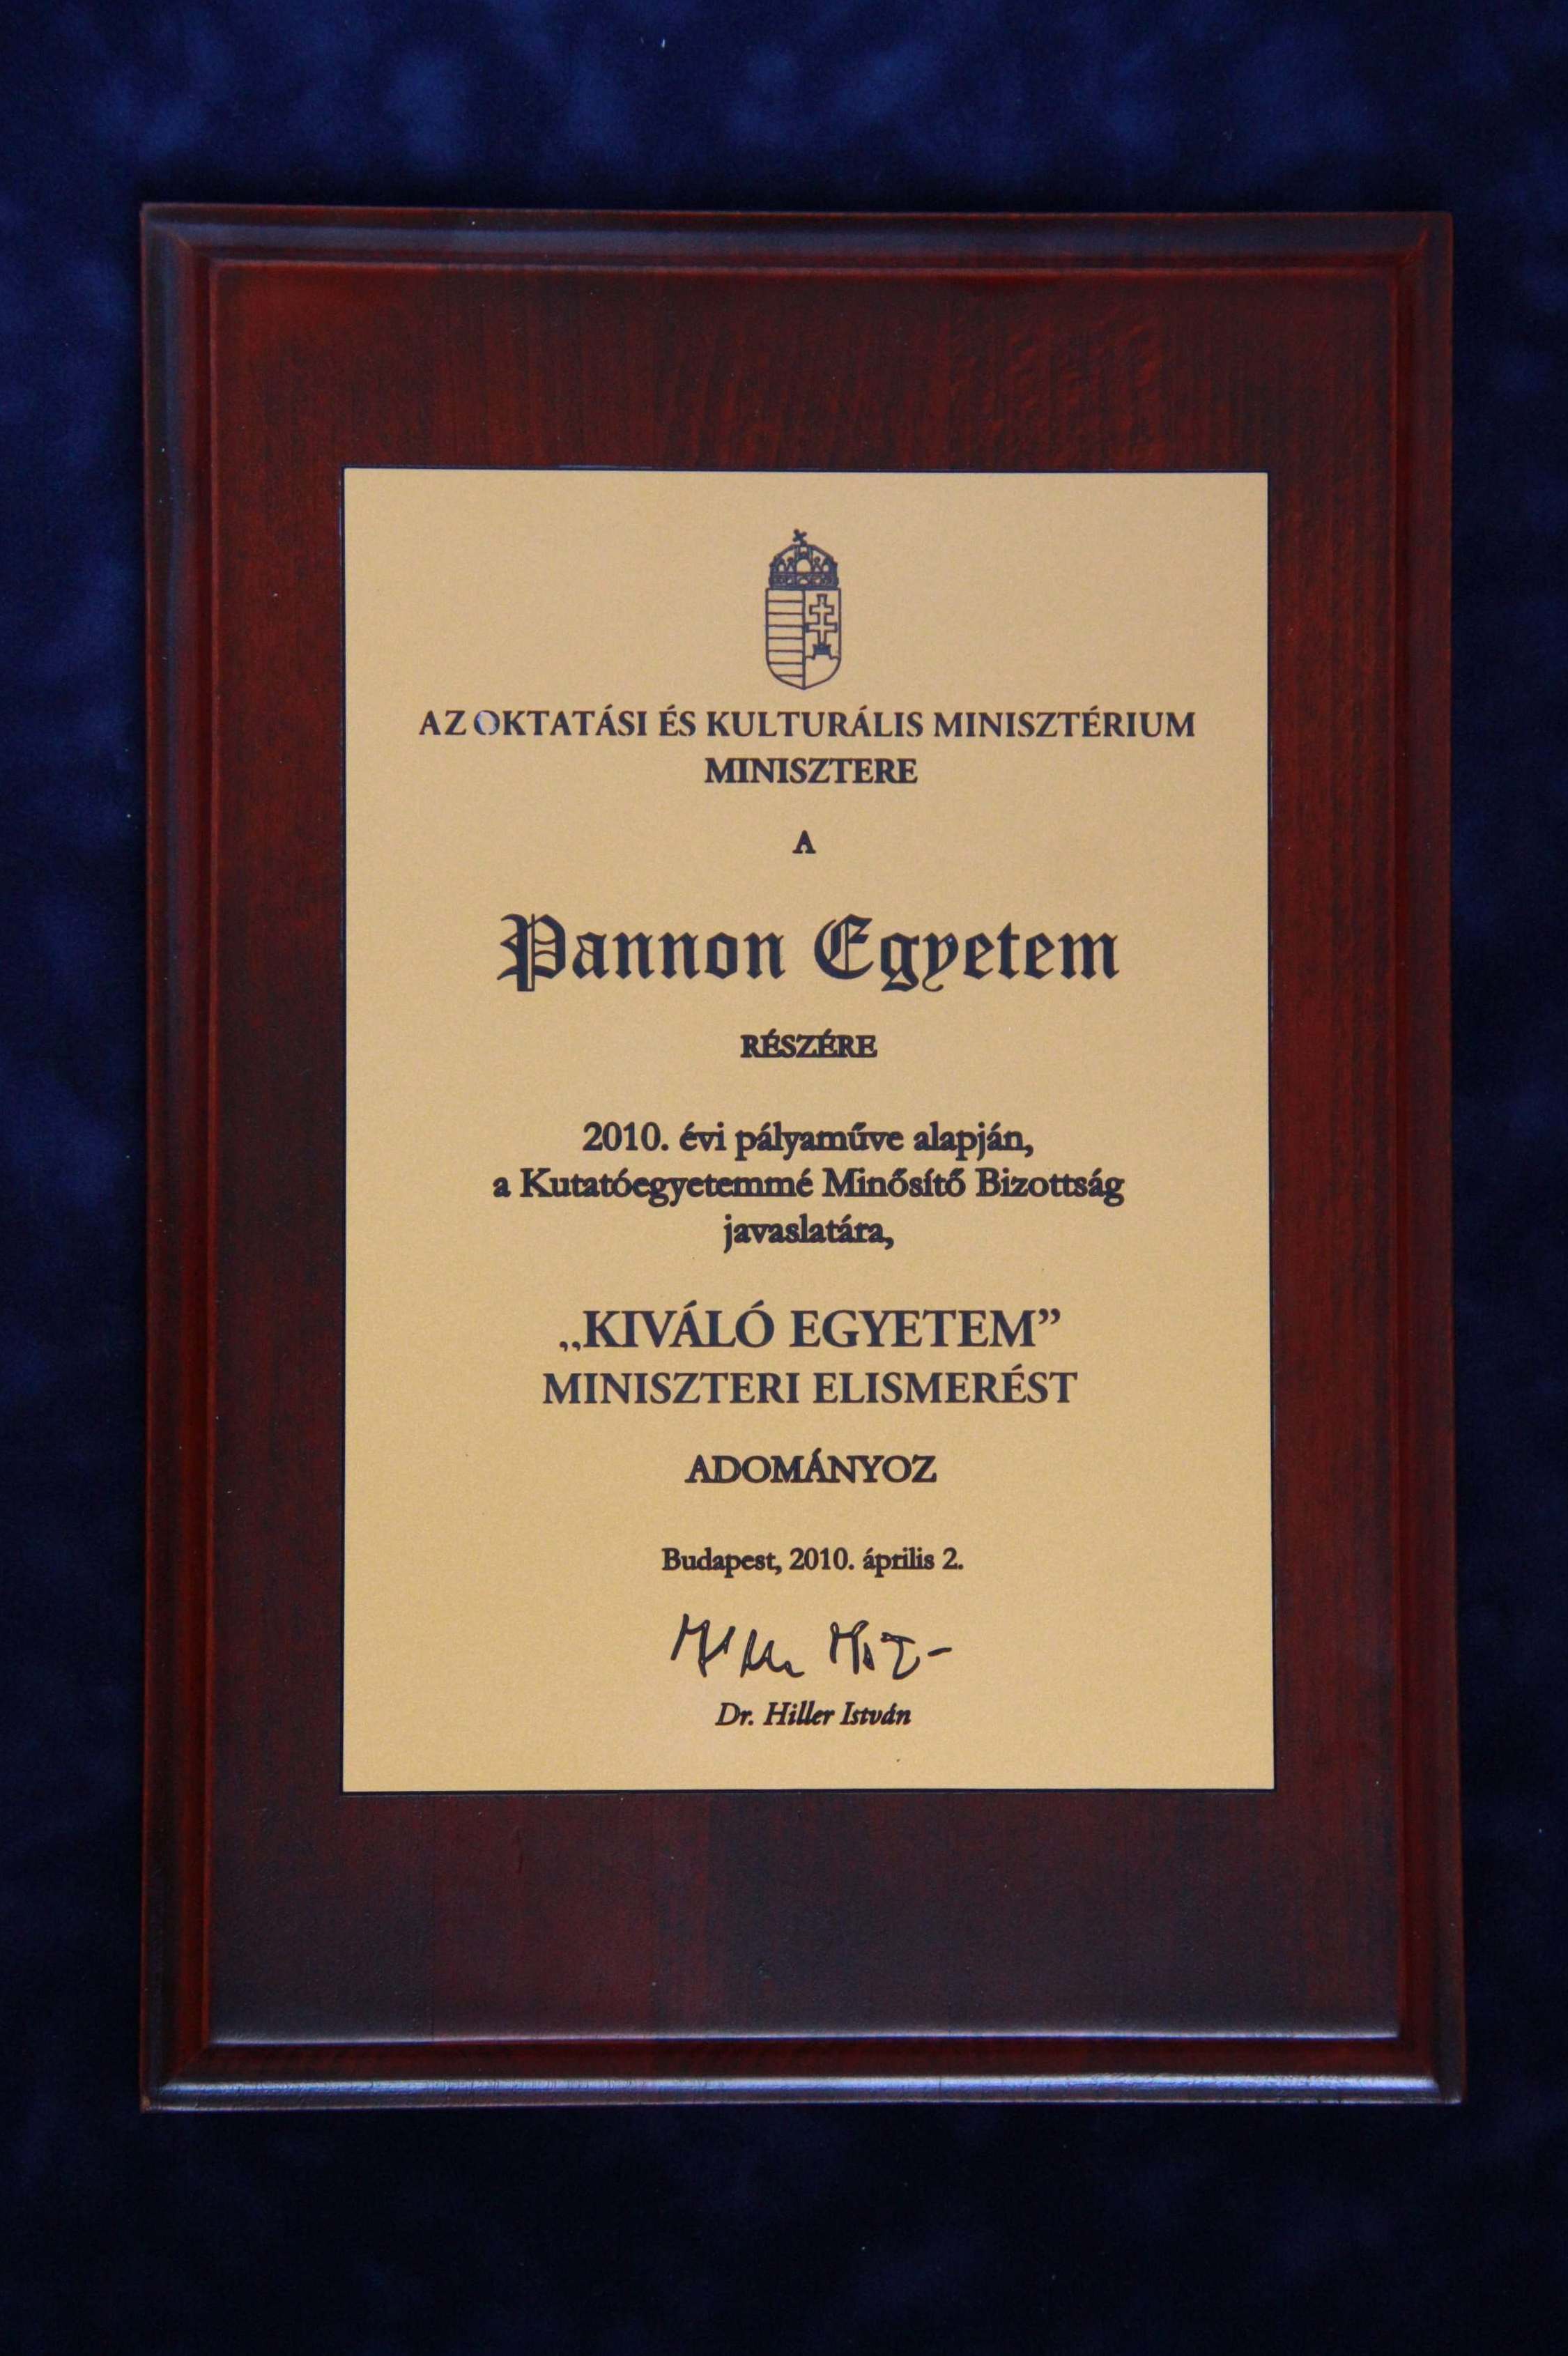 AZ OKTATÁSI ÉS KULTURÁLIS MINISZTÉRIUM
MINISZTERE
A
Pannon Egyetem
RÉSZÉRE
2010. évi pályaműve alapján,
a Kutatóegyetemmé Minősítő Bizottság
javaslatára,
„KIVÁLÓ EGYETEM”
MINISZTERI ELISMERÉST
ADOMÁNYOZ
Budapest, 2010. április 2.
Dr. Hiller István